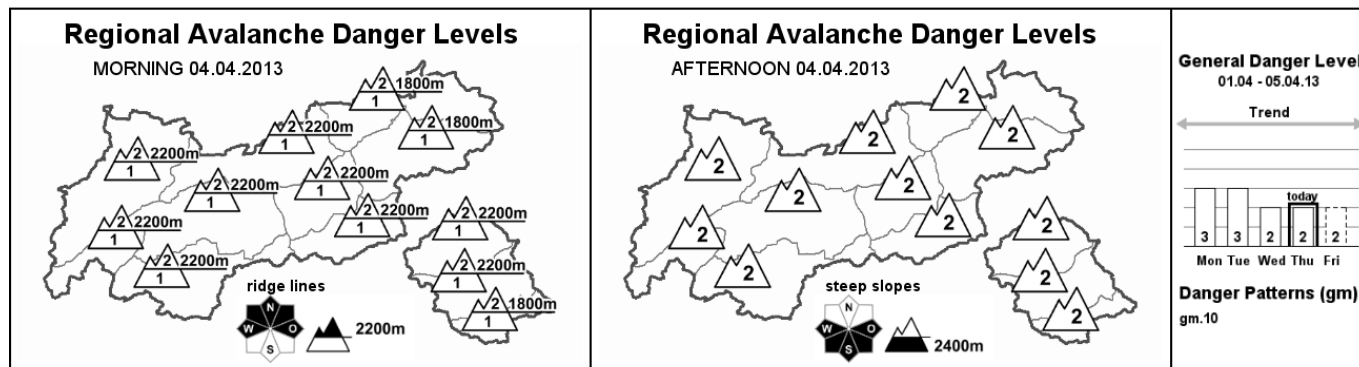 Regional Avalanche Danger Levels
MORNING 04.04.2013
2 1800m
1
2 2200m
1
2 1800m
1
2 2200m
1
2 2200m
1
2 2200m
1
2 2200m
1
2 2200m
1
2 2200m
1
2 2200m
1
2 2200m
1
2 1800m
1
ridge lines
N
W O
S
2200m
Regional Avalanche Danger Levels
AFTERNOON 04.04.2013
2
2
2
2
2
2
2
2
2
2
2
2
steep slopes
N
W O
S
2400m
General Danger Level
01.04 - 05.04.13
Trend
today
3 3 2 2 2
Mon Tue Wed Thu Fri
Danger Patterns (gm)
gm.10